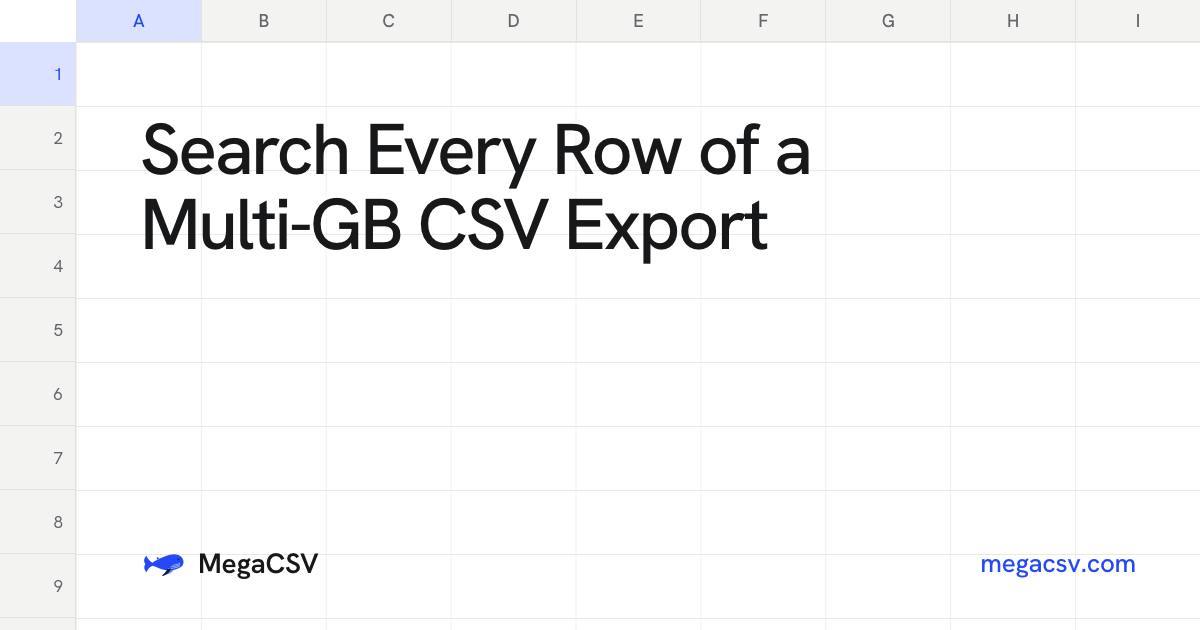 A B C D E F G H I
1
2
Search Every Row of a
3
Multi-GB CSV Export
4
5
6
7
8
MegaCSV
megacsv.com
9